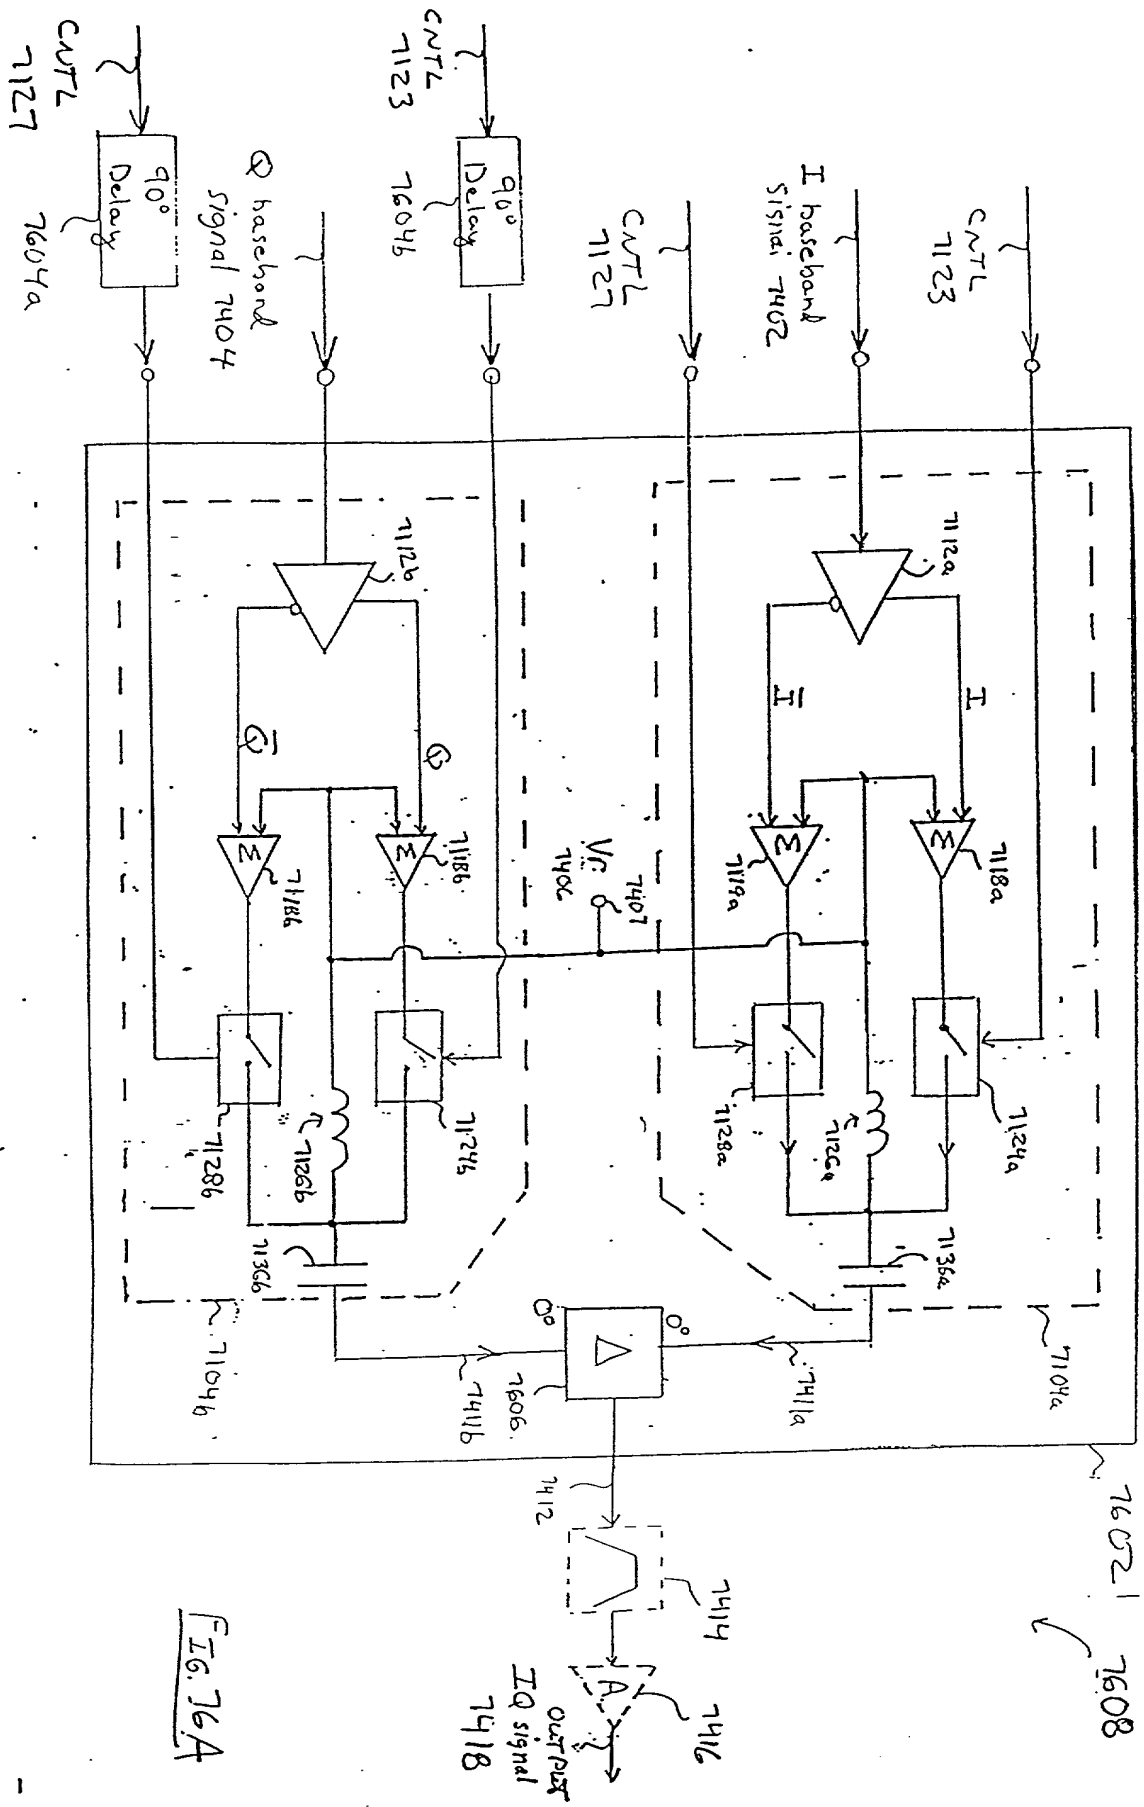 CNTL
7123
I baseband
signal 7402
CNTL
7127
CNTL
7123
90°
Delay
7604b
Q baseband
signal 7404
CNTL
7127
90°
Delay
7604a
7112a
I
I̅
7118a
Σ
7119a
Σ
7124a
7126a
7128a
7136a
7104a
7411a
Vr
7406
7407
7112b
Q
Q̅
7118b
Σ
7118b
Σ
7124b
7126b
7128b
7136b
7104b
7411b
0°
0°
7606
7412
7414
A
7416
OUTPUT
IQ signal
7418
7602
7608
FIG. 76A